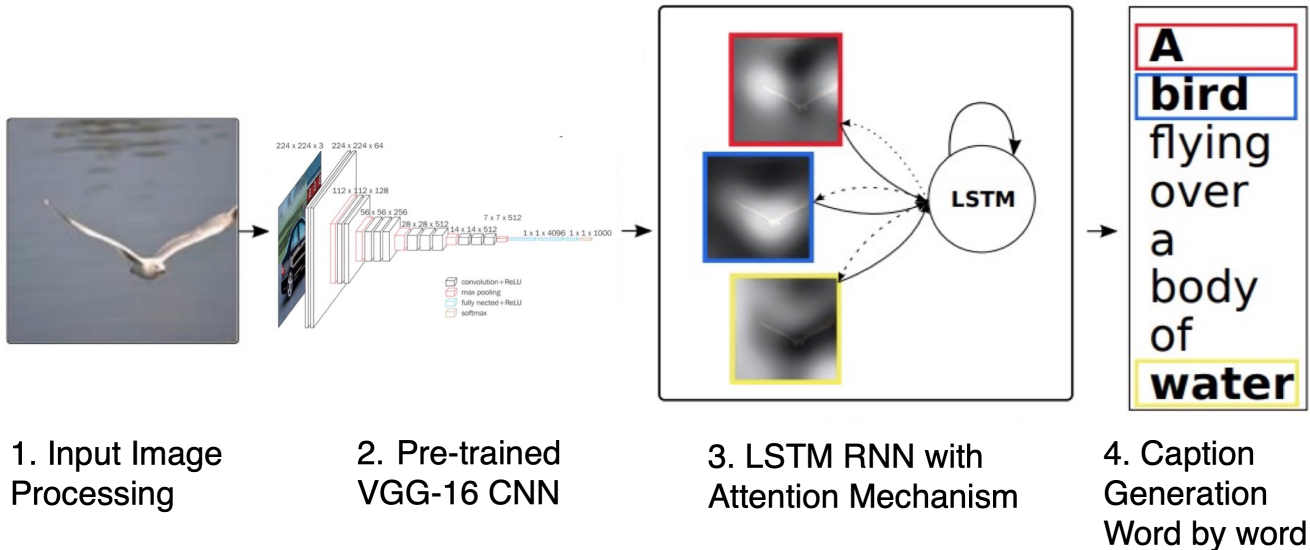 224 x 224 x 3   224 x 224 x 64
112 x 112 x 128
56 x 56 x 256
28 x 28 x 512
14 x 14 x 512
7 x 7 x 512
1 x 1 x 4096   1 x 1 x 1000
convolution+ReLU
max pooling
fully nected+ReLU
softmax
LSTM
A
bird
flying
over
a
body
of
water
1. Input Image
Processing
2. Pre-trained
VGG-16 CNN
3. LSTM RNN with
Attention Mechanism
4. Caption
Generation
Word by word